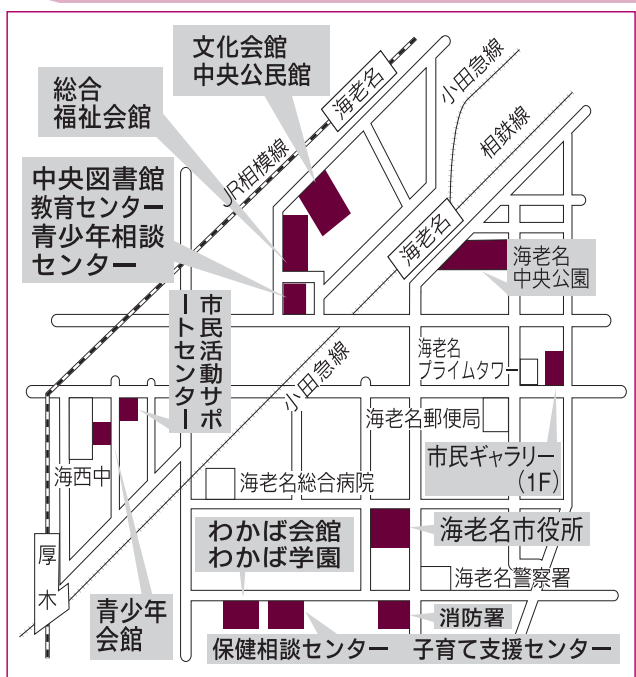 文化会館
中央公民館
総合
福祉会館
中央図書館
教育センター
青少年相談
センター
JR相模線
海老名
小田急線
相鉄線
海老名
海老名
中央公園
市民活動サポ
ートセンター
小田急線
海老名
プライムタワー
海老名郵便局
市民ギャラリー
(1F)
海西中
海老名総合病院
わかば会館
わかば学園
海老名市役所
厚木
青少年
会館
海老名警察署
消防署
保健相談センター
子育て支援センター